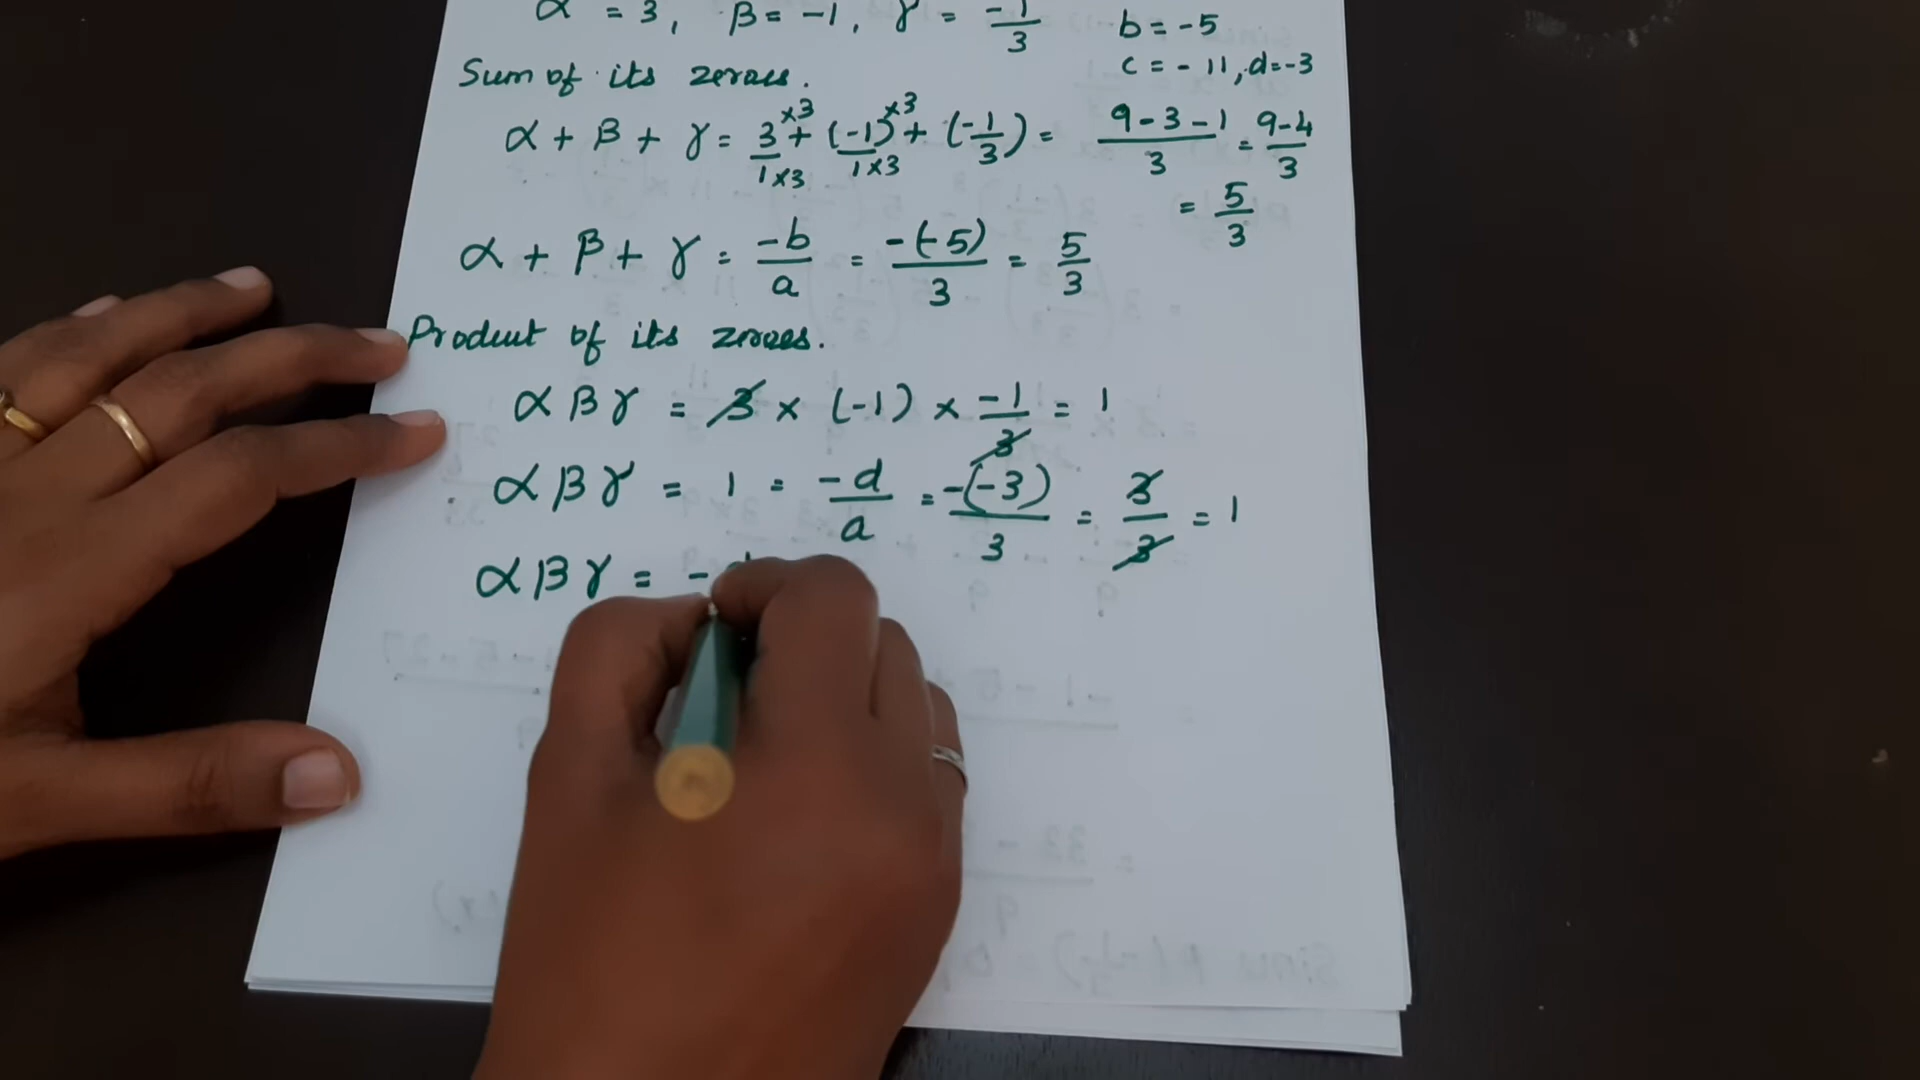 α = 3, β = -1, γ = -1/3 b = -5
c = -11, d = -3
Sum of its zeroes.
α + β + γ = 3×3/1×3 + (-1)×3/1×3 + (-1/3) = 9-3-1/3 = 9-4/3
= 5/3
α + β + γ = -b/a = -(-5)/3 = 5/3
Product of its zeroes.
αβγ = 3 × (-1) × -1/3 = 1
αβγ = 1 = -d/a = -(-3)/3 = 3/3 = 1
αβγ = -